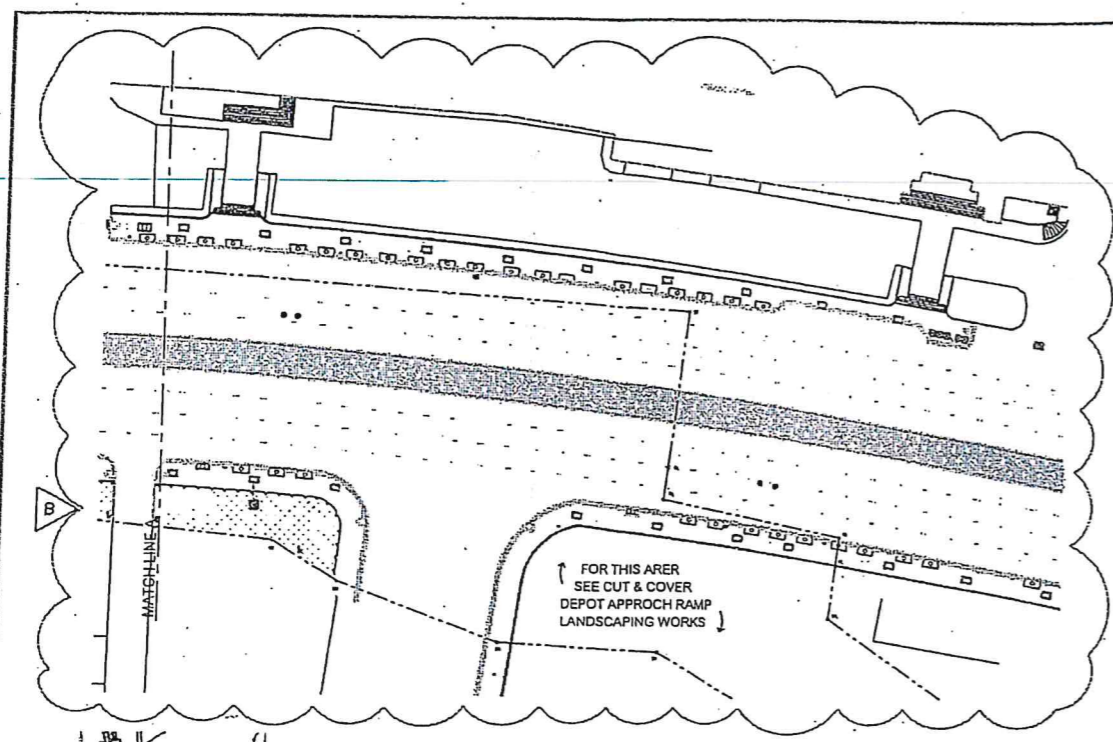 B
MATCH LINE A
FOR THIS ARER
SEE CUT & COVER
DEPOT APPROCH RAMP
LANDSCAPING WORKS